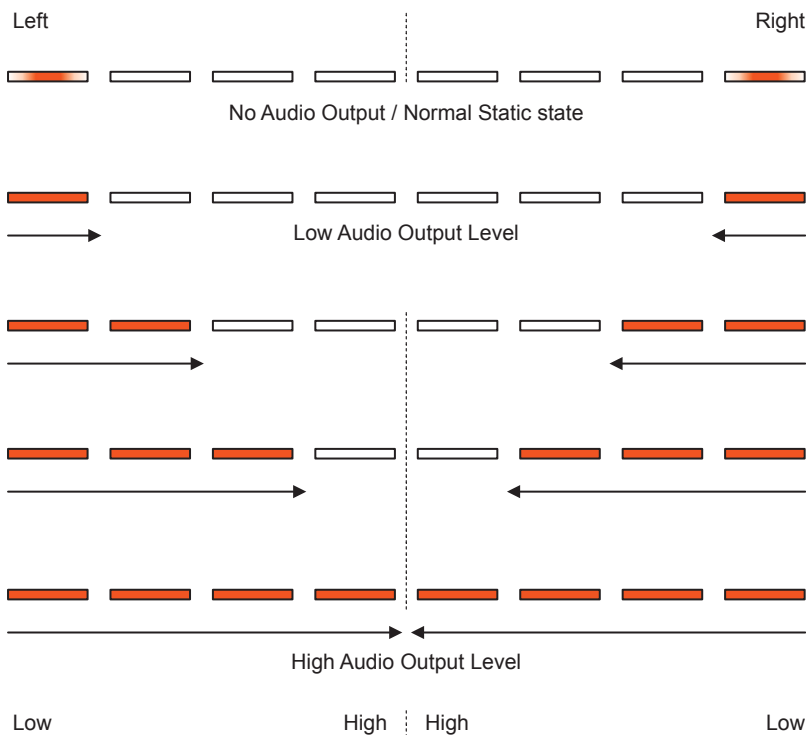 Left Right
No Audio Output / Normal Static state
Low Audio Output Level
High Audio Output Level
Low High High Low